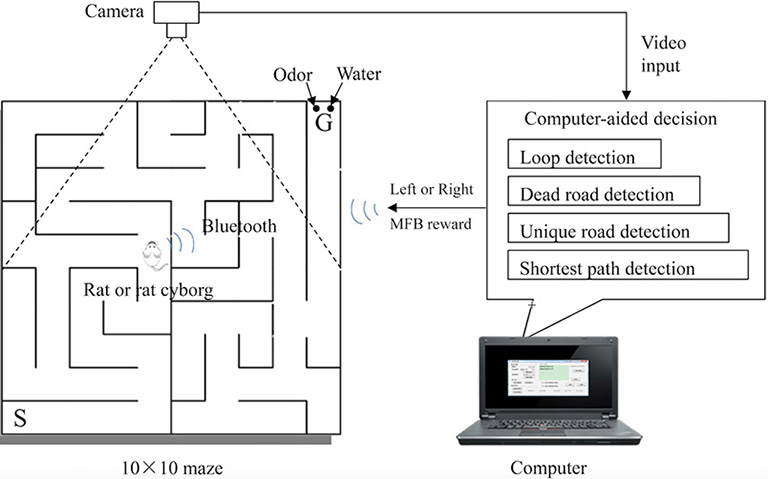 Camera
Video
input
Odor Water
G
Computer-aided decision
Loop detection
Dead road detection
Unique road detection
Shortest path detection
Left or Right
MFB reward
Bluetooth
Rat or rat cyborg
S
10×10 maze
Computer